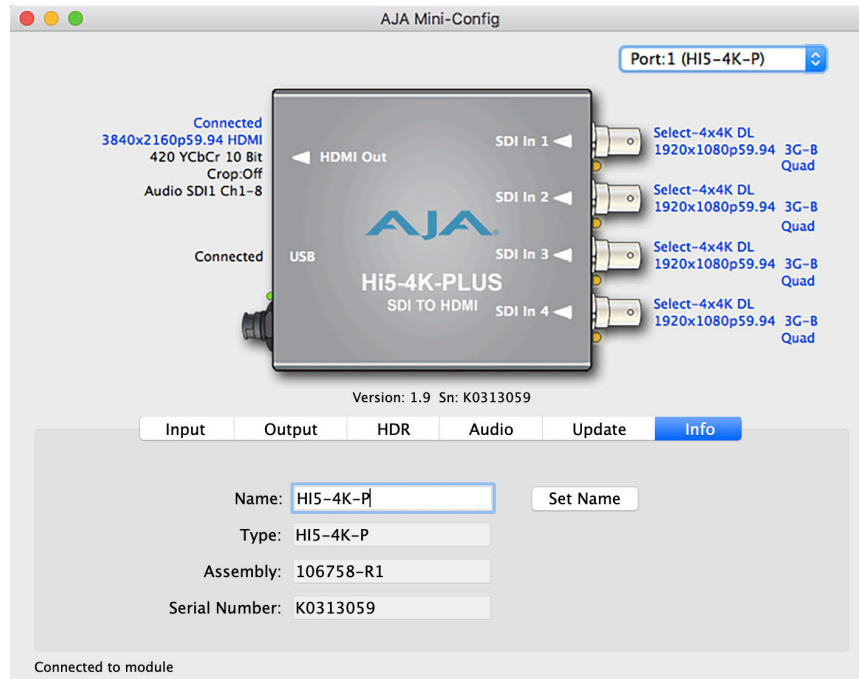 AJA Mini-Config
Port:1 (HI5-4K-P)
Connected
3840x2160p59.94 HDMI
420 YCbCr 10 Bit
Crop:Off
Audio SDI1 Ch1-8
Connected
HDMI Out
USB
AJA
Hi5-4K-PLUS
SDI TO HDMI
SDI In 1
SDI In 2
SDI In 3
SDI In 4
Select-4x4K DL
1920x1080p59.94 3G-B
Quad
Select-4x4K DL
1920x1080p59.94 3G-B
Quad
Select-4x4K DL
1920x1080p59.94 3G-B
Quad
Select-4x4K DL
1920x1080p59.94 3G-B
Quad
Version: 1.9 Sn: K0313059
Input Output HDR Audio Update Info
Name: HI5-4K-P Set Name
Type: HI5-4K-P
Assembly: 106758-R1
Serial Number: K0313059
Connected to module